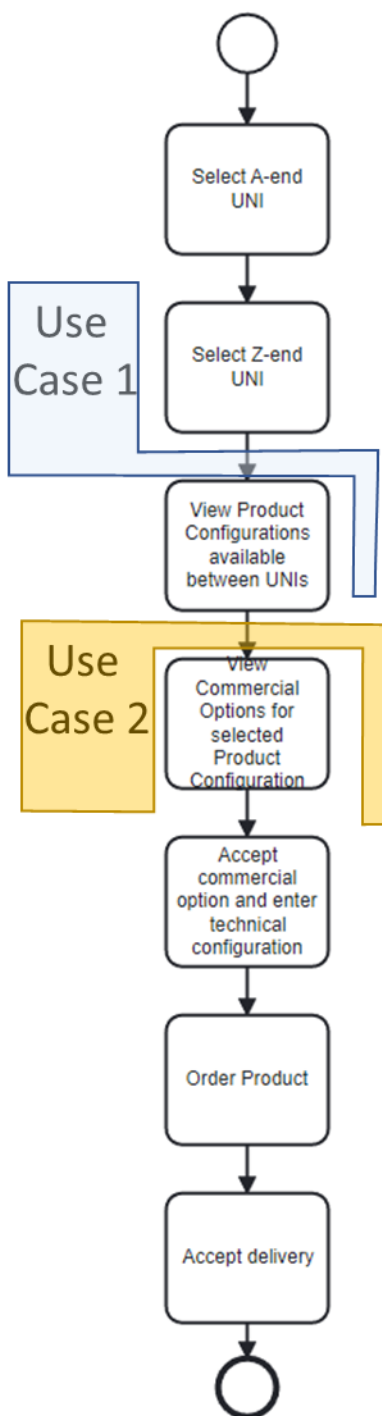 Select A-end
UNI
Use
Case 1
Select Z-end
UNI
View Product
Configurations
available
between UNIs
Use
Case 2
View
Commercial
Options for
selected
Product
Configuration
Accept
commercial
option and enter
technical
configuration
Order Product
Accept delivery